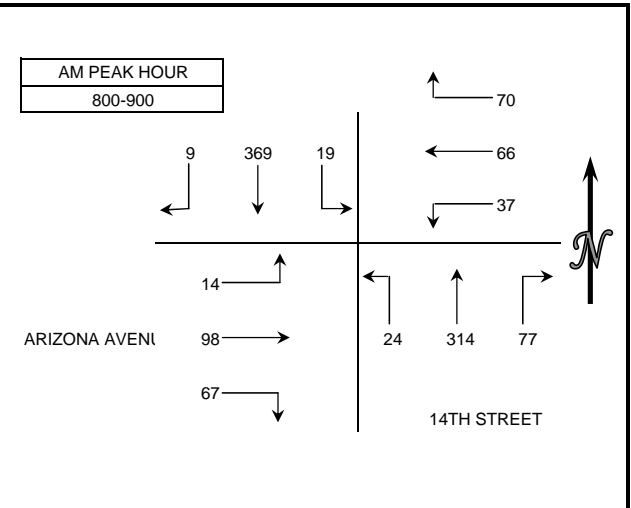 AM PEAK HOUR
800-900
70
9 369 19 66
37
14
ARIZONA AVENU 98 24 314 77
67
14TH STREET
N